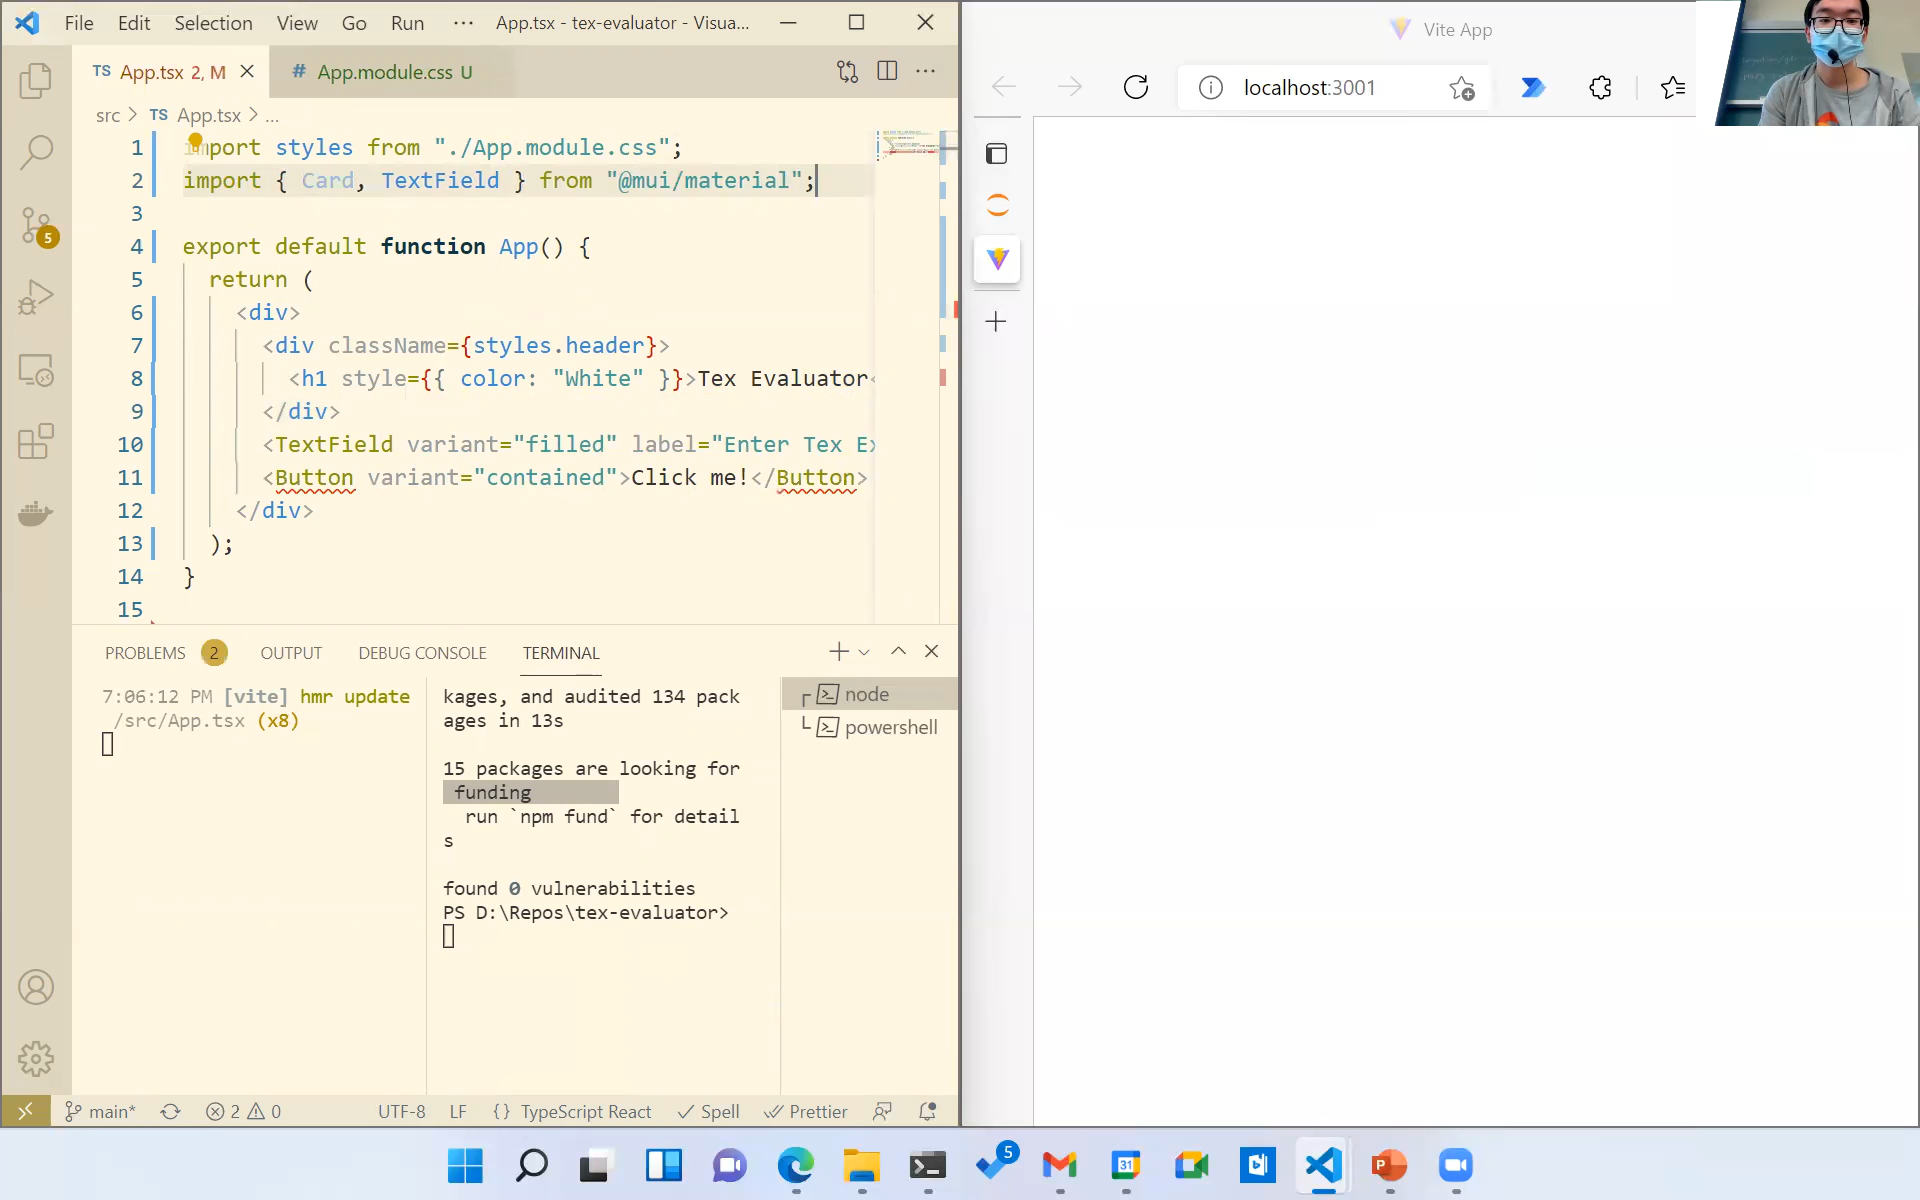 File Edit Selection View Go Run ··· App.tsx - tex-evaluator - Visua...
Vite App
TS App.tsx 2, M # App.module.css U
localhost:3001
src > TS App.tsx > ...
1 import styles from "./App.module.css";
2 import { Card, TextField } from "@mui/material";
3
4 export default function App() {
5 return (
6 <div>
7 <div className={styles.header}>
8 <h1 style={{ color: "White" }}>Tex Evaluator<
9 </div>
10 <TextField variant="filled" label="Enter Tex Ex
11 <Button variant="contained">Click me!</Button>
12 </div>
13 );
14 }
15
5
PROBLEMS 2 OUTPUT DEBUG CONSOLE TERMINAL
7:06:12 PM [vite] hmr update
/src/App.tsx (x8)
kages, and audited 134 pack
ages in 13s
15 packages are looking for
funding
run `npm fund` for detail
s
found 0 vulnerabilities
PS D:\Repos\tex-evaluator>
node
powershell
main* 2 0 UTF-8 LF {} TypeScript React Spell Prettier
5
31
P